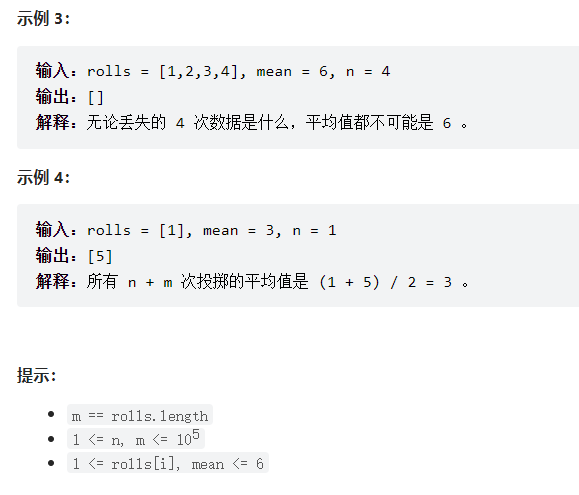 示例 3：
输入：rolls = [1,2,3,4], mean = 6, n = 4
输出：[]
解释：无论丢失的 4 次数据是什么，平均值都不可能是 6 。
示例 4：
输入：rolls = [1], mean = 3, n = 1
输出：[5]
解释：所有 n + m 次投掷的平均值是 (1 + 5) / 2 = 3 。
提示：
• m == rolls.length
• 1 <= n, m <= 10⁵
• 1 <= rolls[i], mean <= 6